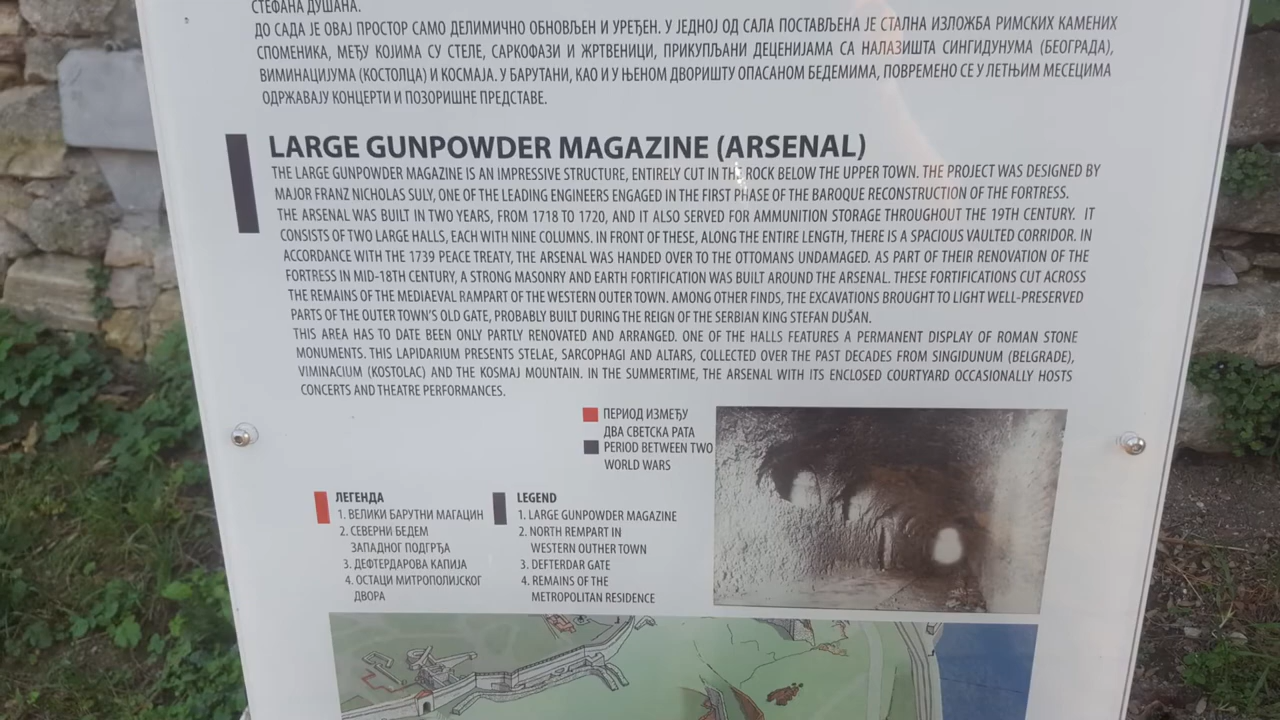 СТЕФАНА ДУШАНА.
ДО САДА ЈЕ ОВАЈ ПРОСТОР САМО ДЕЛИМИЧНО ОБНОВЉЕН И УРЕЂЕН. У ЈЕДНОЈ ОД САЛА ПОСТАВЉЕНА ЈЕ СТАЛНА ИЗЛОЖБА РИМСКИХ КАМЕНИХ
СПОМЕНИКА, МЕЂУ КОЈИМА СУ СТЕЛЕ, САРКОФАЗИ И ЖРТВЕНИЦИ, ПРИКУПЉАНИ ДЕЦЕНИЈАМА СА НАЛАЗИШТА СИНГИДУНУМА (БЕОГРАДА),
ВИМИНАЦИЈУМА (КОСТОЛЦА) И КОСМАЈА. У БАРУТАНИ, КАО И У ЊЕНОМ ДВОРИШТУ ОПАСАНОМ БЕДЕМИМА, ПОВРЕМЕНО СЕ У ЛЕТЊИМ МЕСЕЦИМА
ОДРЖАВАЈУ КОНЦЕРТИ И ПОЗОРИШНЕ ПРЕДСТАВЕ.
LARGE GUNPOWDER MAGAZINE (ARSENAL)
THE LARGE GUNPOWDER MAGAZINE IS AN IMPRESSIVE STRUCTURE, ENTIRELY CUT IN THE ROCK BELOW THE UPPER TOWN. THE PROJECT WAS DESIGNED BY
MAJOR FRANZ NICHOLAS SULY, ONE OF THE LEADING ENGINEERS ENGAGED IN THE FIRST PHASE OF THE BAROQUE RECONSTRUCTION OF THE FORTRESS.
THE ARSENAL WAS BUILT IN TWO YEARS, FROM 1718 TO 1720, AND IT ALSO SERVED FOR AMMUNITION STORAGE THROUGHOUT THE 19TH CENTURY. IT
CONSISTS OF TWO LARGE HALLS, EACH WITH NINE COLUMNS. IN FRONT OF THESE, ALONG THE ENTIRE LENGTH, THERE IS A SPACIOUS VAULTED CORRIDOR. IN
ACCORDANCE WITH THE 1739 PEACE TREATY, THE ARSENAL WAS HANDED OVER TO THE OTTOMANS UNDAMAGED. AS PART OF THEIR RENOVATION OF THE
FORTRESS IN MID-18TH CENTURY, A STRONG MASONRY AND EARTH FORTIFICATION WAS BUILT AROUND THE ARSENAL. THESE FORTIFICATIONS CUT ACROSS
THE REMAINS OF THE MEDIAEVAL RAMPART OF THE WESTERN OUTER TOWN. AMONG OTHER FINDS, THE EXCAVATIONS BROUGHT TO LIGHT WELL-PRESERVED
PARTS OF THE OUTER TOWN'S OLD GATE, PROBABLY BUILT DURING THE REIGN OF THE SERBIAN KING STEFAN DUŠAN.
THIS AREA HAS TO DATE BEEN ONLY PARTLY RENOVATED AND ARRANGED. ONE OF THE HALLS FEATURES A PERMANENT DISPLAY OF ROMAN STONE
MONUMENTS. THIS LAPIDARIUM PRESENTS STELAE, SARCOPHAGI AND ALTARS, COLLECTED OVER THE PAST DECADES FROM SINGIDUNUM (BELGRADE),
VIMINACIUM (KOSTOLAC) AND THE KOSMAJ MOUNTAIN. IN THE SUMMERTIME, THE ARSENAL WITH ITS ENCLOSED COURTYARD OCCASIONALLY HOSTS
CONCERTS AND THEATRE PERFORMANCES.
ПЕРИОД ИЗМЕЂУ
ДВА СВЕТСКА РАТА
PERIOD BETWEEN TWO
WORLD WARS
ЛЕГЕНДА
1. ВЕЛИКИ БАРУТНИ МАГАЦИН
2. СЕВЕРНИ БЕДЕМ
ЗАПАДНОГ ПОДГРЂА
3. ДЕФТЕРДАРОВА КАПИЈА
4. ОСТАЦИ МИТРОПОЛИЈСКОГ
ДВОРА
LEGEND
1. LARGE GUNPOWDER MAGAZINE
2. NORTH REMPART IN
WESTERN OUTHER TOWN
3. DEFTERDAR GATE
4. REMAINS OF THE
METROPOLITAN RESIDENCE